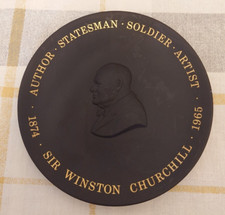 AUTHOR · STATESMAN · SOLDIER · ARTIST
1874 · SIR WINSTON CHURCHILL · 1965